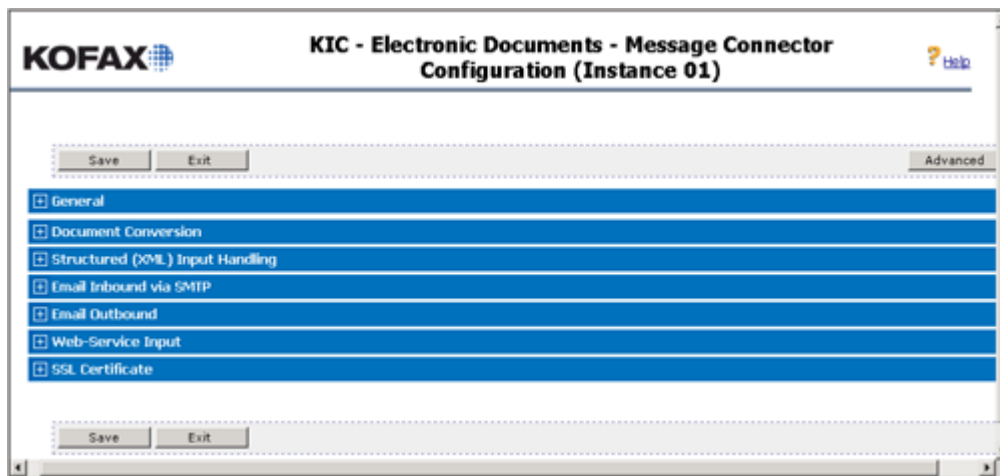 KOFAX
KIC - Electronic Documents - Message Connector
Configuration (Instance 01)
? Help
Save Exit Advanced
General
Document Conversion
Structured (XML) Input Handling
Email Inbound via SMTP
Email Outbound
Web-Service Input
SSL Certificate
Save Exit